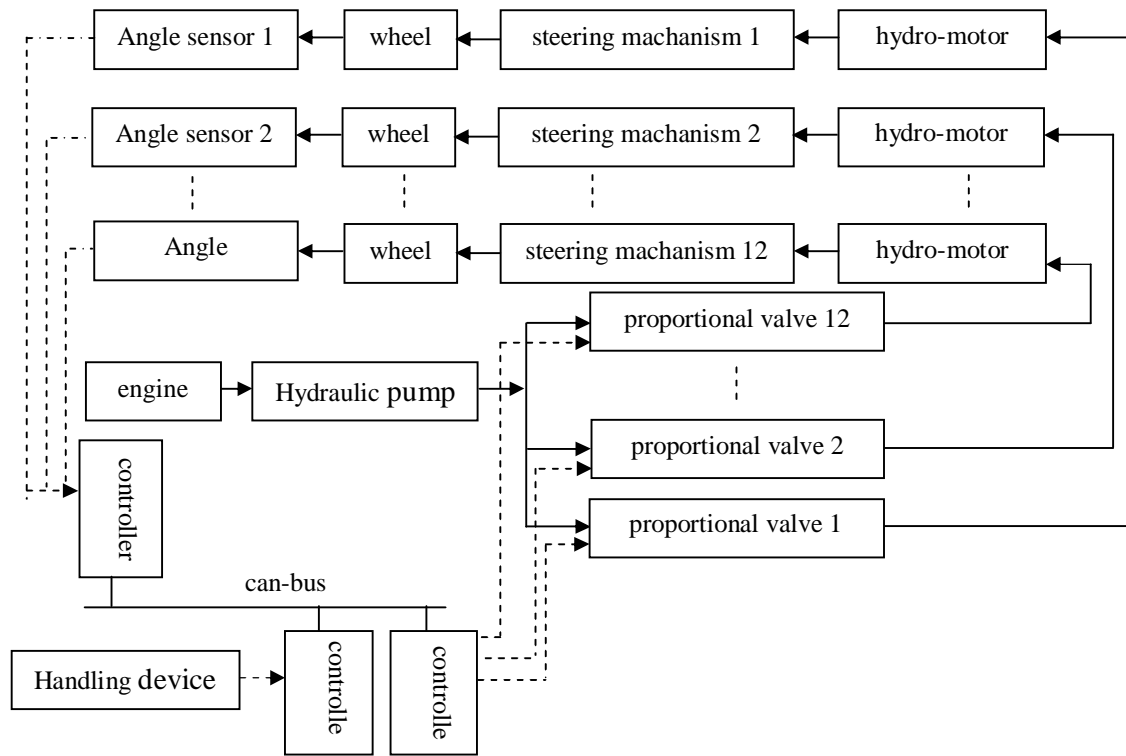 Angle sensor 1
wheel
steering machanism 1
hydro-motor
Angle sensor 2
wheel
steering machanism 2
hydro-motor
Angle
wheel
steering machanism 12
hydro-motor
proportional valve 12
engine
Hydraulic pump
proportional valve 2
controller
proportional valve 1
can-bus
Handling device
controlle
controlle